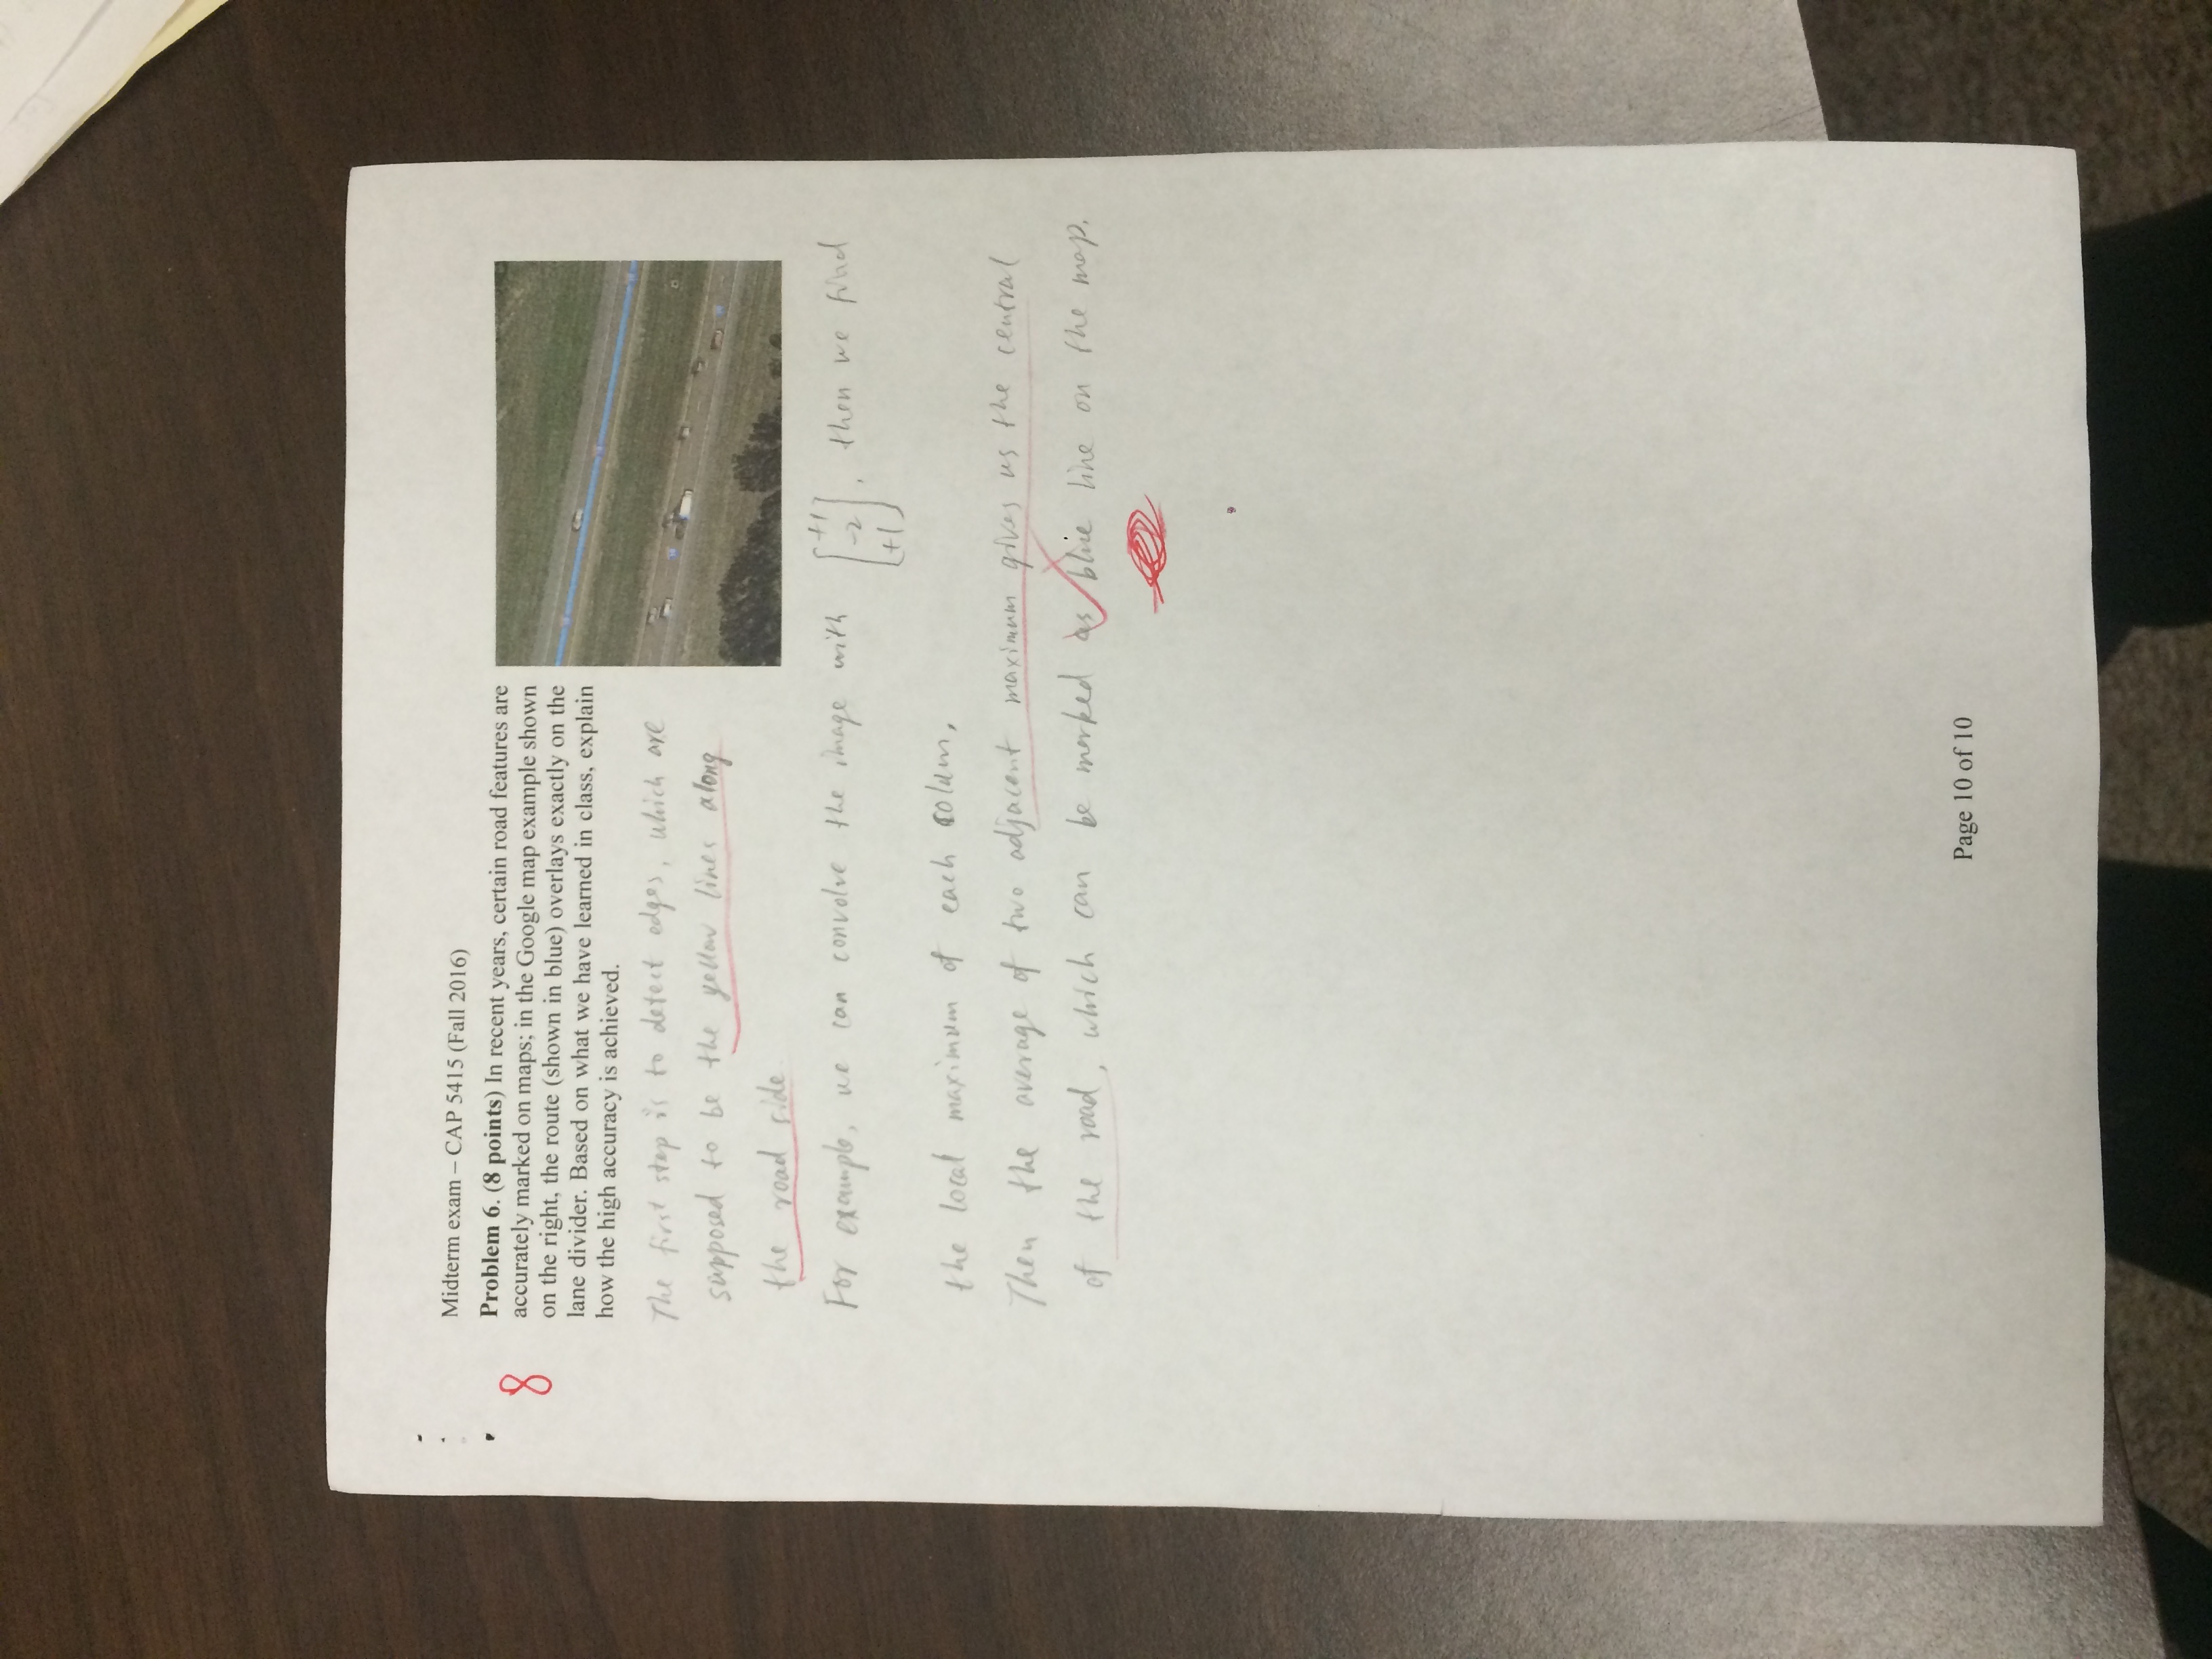 Midterm exam – CAP 5415 (Fall 2016)
8
Problem 6. (8 points) In recent years, certain road features are
accurately marked on maps; in the Google map example shown
on the right, the route (shown in blue) overlays exactly on the
lane divider. Based on what we have learned in class, explain
how the high accuracy is achieved.
The first step is to detect edges, which are
supposed to be the yellow lines along
the road side.
For example, we can convolve the image with [+1 -2 +1], then we find
the local maximum of each colum,
Then the average of two adjacent maximum gives us the central
of the road, which can be marked as blue line on the map.
Page 10 of 10